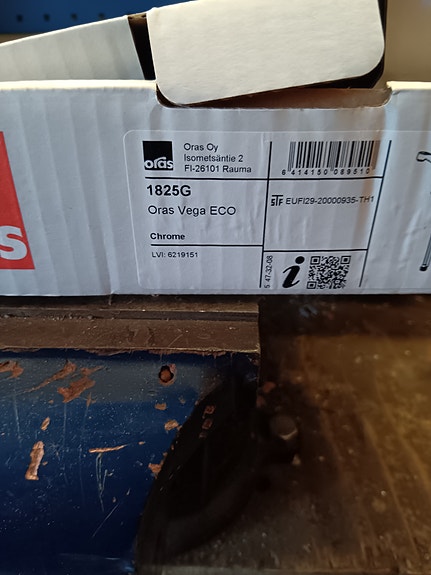 oras
Oras Oy
Isometsäntie 2
FI-26101 Rauma
6 414150 089510
1825G
Oras Vega ECO
STF EUFI29-20000935-TH1
Chrome
LVI: 6219151
i
S